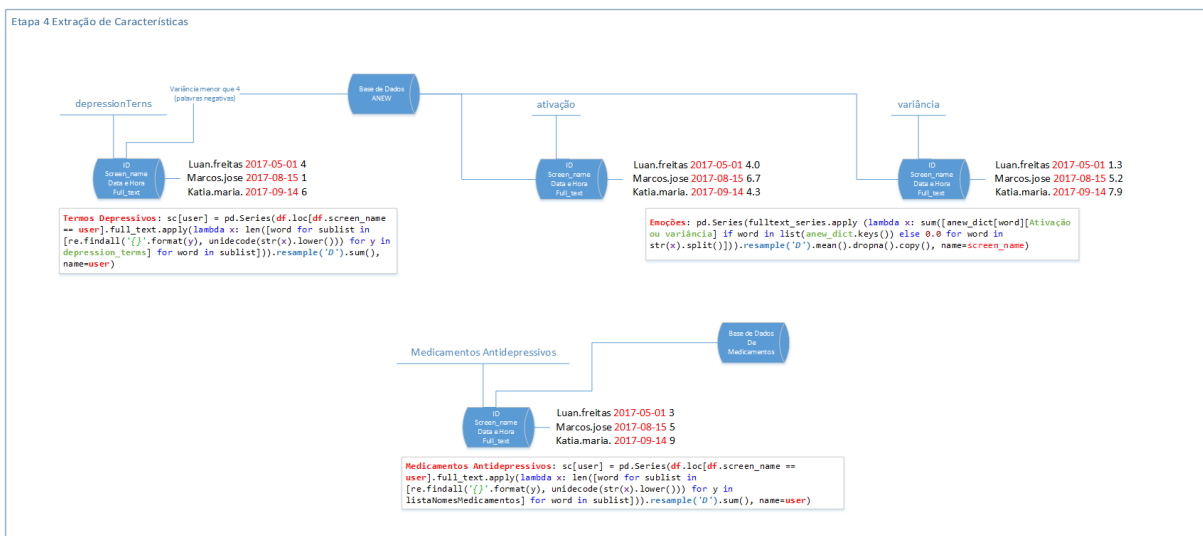 Etapa 4 Extração de Características
depressionTerns
Variância menor que 4
(palavras negativas)
Base de Dados
ANEW
ativação
variância
ID
Screen_name
Data e Hora
Full_text
Luan.freitas 2017-05-01 4
Marcos.jose 2017-08-15 1
Katia.maria. 2017-09-14 6
ID
Screen_name
Data e Hora
Full_text
Luan.freitas 2017-05-01 4.0
Marcos.jose 2017-08-15 6.7
Katia.maria. 2017-09-14 4.3
ID
Screen_name
Data e Hora
Full_text
Luan.freitas 2017-05-01 1.3
Marcos.jose 2017-08-15 5.2
Katia.maria. 2017-09-14 7.9
Termos Depressivos: sc[user] = pd.Series(df.loc[df.screen_name
== user].full_text.apply(lambda x: len([word for sublist in
[re.findall('{}'.format(y), unidecode(str(x).lower())) for y in
depression_terms] for word in sublist])).resample('D').sum(),
name=user)
Emoções: pd.Series(fulltext_series.apply (lambda x: sum([anew_dict[word][Ativação
ou variância] if word in list(anew_dict.keys()) else 0.0 for word in
str(x).split()])).resample('D').mean().dropna().copy(), name=screen_name)
Medicamentos Antidepressivos
Base de Dados
De
Medicamentos
ID
Screen_name
Data e Hora
Full_text
Luan.freitas 2017-05-01 3
Marcos.jose 2017-08-15 5
Katia.maria. 2017-09-14 9
Medicamentos Antidepressivos: sc[user] = pd.Series(df.loc[df.screen_name ==
user].full_text.apply(lambda x: len([word for sublist in
[re.findall('{}'.format(y), unidecode(str(x).lower())) for y in
listaNomesMedicamentos] for word in sublist])).resample('D').sum(), name=user)